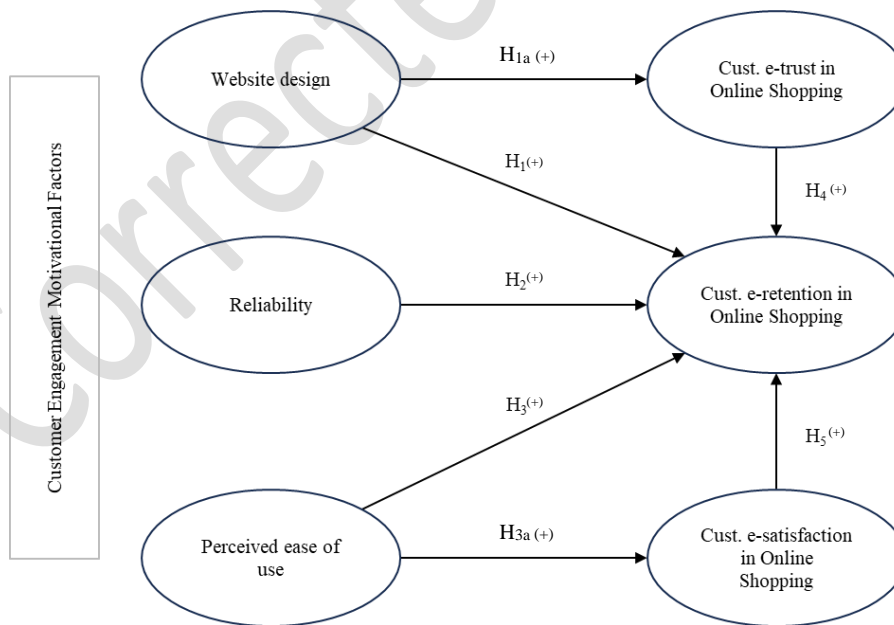 Corrected
Customer Engagement Motivational Factors
Website design
H1a (+)
Cust. e-trust in
Online Shopping
H1(+)
H4 (+)
Reliability
H2(+)
Cust. e-retention in
Online Shopping
H3(+)
H5 (+)
Perceived ease of
use
H3a (+)
Cust. e-satisfaction
in Online
Shopping